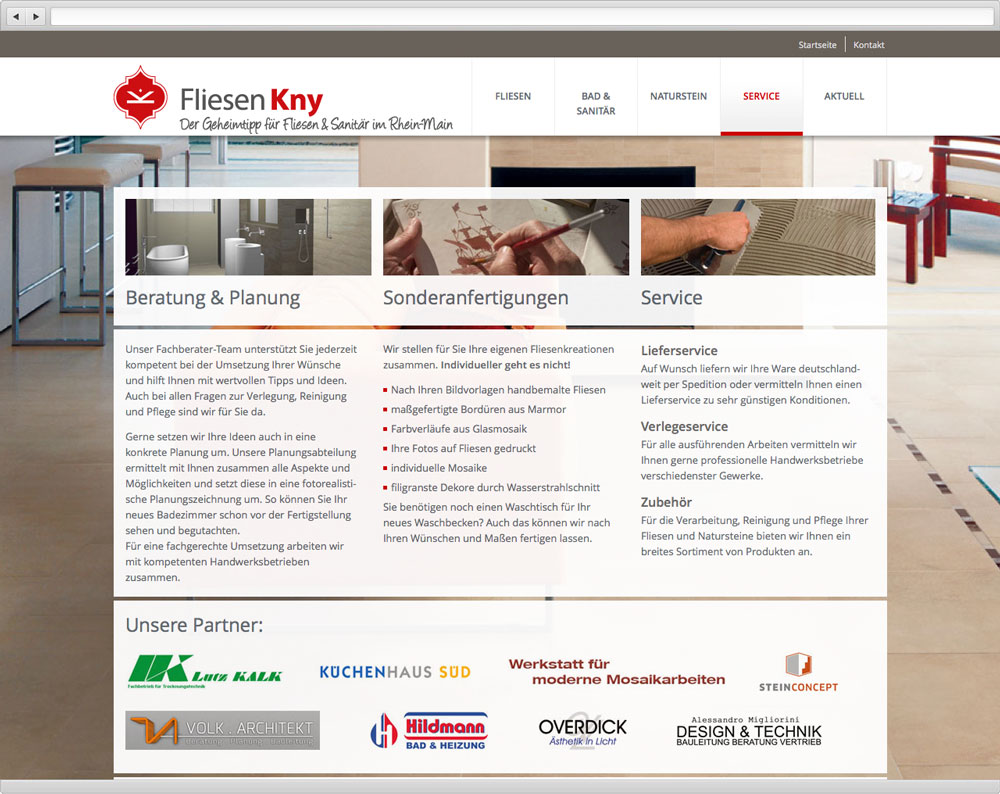 Startseite Kontakt
Fliesen Kny
Der Geheimtipp für Fliesen & Sanitär im Rhein-Main
FLIESEN
BAD &
SANITÄR
NATURSTEIN
SERVICE
AKTUELL
Beratung & Planung
Unser Fachberater-Team unterstützt Sie jederzeit
kompetent bei der Umsetzung Ihrer Wünsche
und hilft Ihnen mit wertvollen Tipps und Ideen.
Auch bei allen Fragen zur Verlegung, Reinigung
und Pflege sind wir für Sie da.
Gerne setzen wir Ihre Ideen auch in eine
konkrete Planung um. Unsere Planungsabteilung
ermittelt mit Ihnen zusammen alle Aspekte und
Möglichkeiten und setzt diese in eine fotorealisti-
sche Planungszeichnung um. So können Sie Ihr
neues Badezimmer schon vor der Fertigstellung
sehen und begutachten.
Für eine fachgerechte Umsetzung arbeiten wir
mit kompetenten Handwerksbetrieben
zusammen.
Sonderanfertigungen
Wir stellen für Sie Ihre eigenen Fliesenkreationen
zusammen. Individueller geht es nicht!
Nach Ihren Bildvorlagen handbemalte Fliesen
maßgefertigte Bordüren aus Marmor
Farbverläufe aus Glasmosaik
Ihre Fotos auf Fliesen gedruckt
individuelle Mosaike
filigranste Dekore durch Wasserstrahlschnitt
Sie benötigen noch einen Waschtisch für Ihr
neues Waschbecken? Auch das können wir nach
Ihren Wünschen und Maßen fertigen lassen.
Service
Lieferservice
Auf Wunsch liefern wir Ihre Ware deutschland-
weit per Spedition oder vermitteln Ihnen einen
Lieferservice zu sehr günstigen Konditionen.
Verlegeservice
Für alle ausführenden Arbeiten vermitteln wir
Ihnen gerne professionelle Handwerksbetriebe
verschiedenster Gewerke.
Zubehör
Für die Verarbeitung, Reinigung und Pflege Ihrer
Fliesen und Natursteine bieten wir Ihnen ein
breites Sortiment von Produkten an.
Unsere Partner:
LUTZ KALK
Fachbetrieb für Trocknungstechnik
KÜCHENHAUS SÜD
Werkstatt für
moderne Mosaikarbeiten
STEINCONCEPT
VOLK . ARCHITEKT
Beratung Planung Bauleitung
Hildmann
BAD & HEIZUNG
OVERDICK
Ästhetik in Licht
Alessandro Migliorini
DESIGN & TECHNIK
BAULEITUNG BERATUNG VERTRIEB